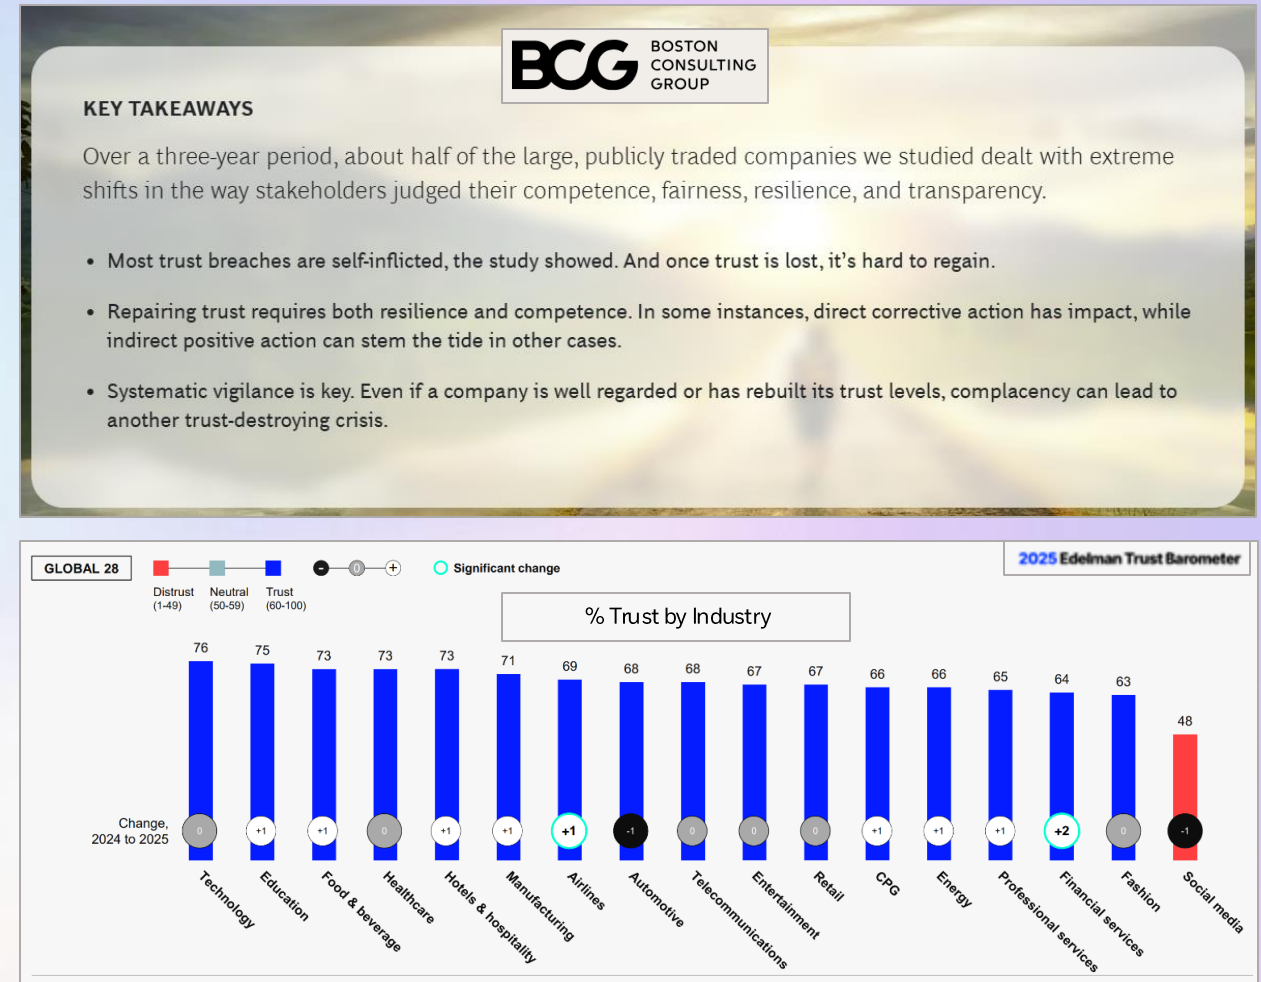 BCG
BOSTON
CONSULTING
GROUP
KEY TAKEAWAYS
Over a three-year period, about half of the large, publicly traded companies we studied dealt with extreme
shifts in the way stakeholders judged their competence, fairness, resilience, and transparency.
• Most trust breaches are self-inflicted, the study showed. And once trust is lost, it's hard to regain.
• Repairing trust requires both resilience and competence. In some instances, direct corrective action has impact, while
indirect positive action can stem the tide in other cases.
• Systematic vigilance is key. Even if a company is well regarded or has rebuilt its trust levels, complacency can lead to
another trust-destroying crisis.
GLOBAL 28
Distrust
(1-49)
Neutral
(50-59)
Trust
(60-100)
- 0 +
Significant change
2025 Edelman Trust Barometer
% Trust by Industry
76 75 73 73 73 71 69 68 68 67 67 66 66 65 64 63 48
Change,
2024 to 2025
0 +1 +1 0 +1 +1 +1 -1 0 0 0 +1 +1 +1 +2 0 -1
Technology
Education
Food & beverage
Healthcare
Hotels & hospitality
Manufacturing
Airlines
Automotive
Telecommunications
Entertainment
Retail
CPG
Energy
Professional services
Financial services
Fashion
Social media